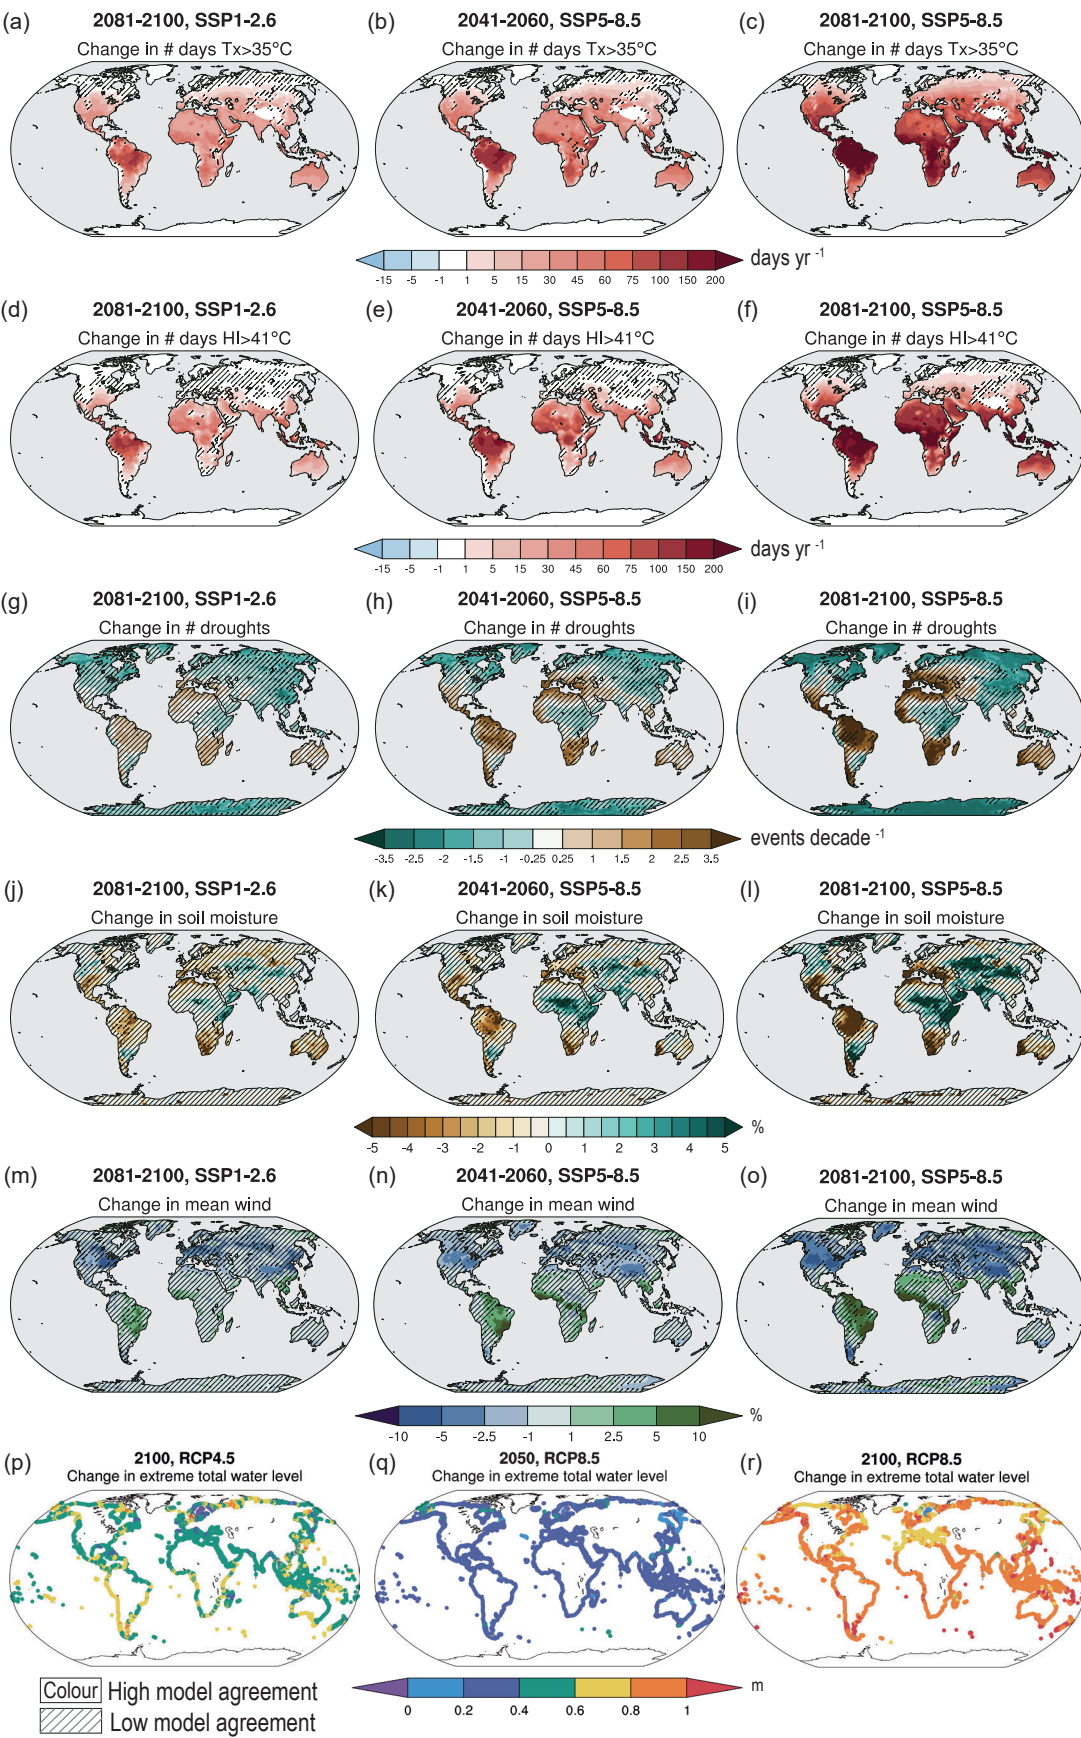 (a) 2081-2100, SSP1-2.6 (b) 2041-2060, SSP5-8.5 (c) 2081-2100, SSP5-8.5
Change in # days Tx>35°C Change in # days Tx>35°C Change in # days Tx>35°C
days yr -1
-15 -5 -1 1 5 15 30 45 60 75 100 150 200
(d) 2081-2100, SSP1-2.6 (e) 2041-2060, SSP5-8.5 (f) 2081-2100, SSP5-8.5
Change in # days HI>41°C Change in # days HI>41°C Change in # days HI>41°C
days yr -1
-15 -5 -1 1 5 15 30 45 60 75 100 150 200
(g) 2081-2100, SSP1-2.6 (h) 2041-2060, SSP5-8.5 (i) 2081-2100, SSP5-8.5
Change in # droughts Change in # droughts Change in # droughts
events decade -1
-3.5 -2.5 -2 -1.5 -1 -0.25 0.25 1 1.5 2 2.5 3.5
(j) 2081-2100, SSP1-2.6 (k) 2041-2060, SSP5-8.5 (l) 2081-2100, SSP5-8.5
Change in soil moisture Change in soil moisture Change in soil moisture
%
-5 -4 -3 -2 -1 0 1 2 3 4 5
(m) 2081-2100, SSP1-2.6 (n) 2041-2060, SSP5-8.5 (o) 2081-2100, SSP5-8.5
Change in mean wind Change in mean wind Change in mean wind
%
-10 -5 -2.5 -1 1 2.5 5 10
(p) 2100, RCP4.5 (q) 2050, RCP8.5 (r) 2100, RCP8.5
Change in extreme total water level Change in extreme total water level Change in extreme total water level
Colour High model agreement
m
0 0.2 0.4 0.6 0.8 1
Low model agreement